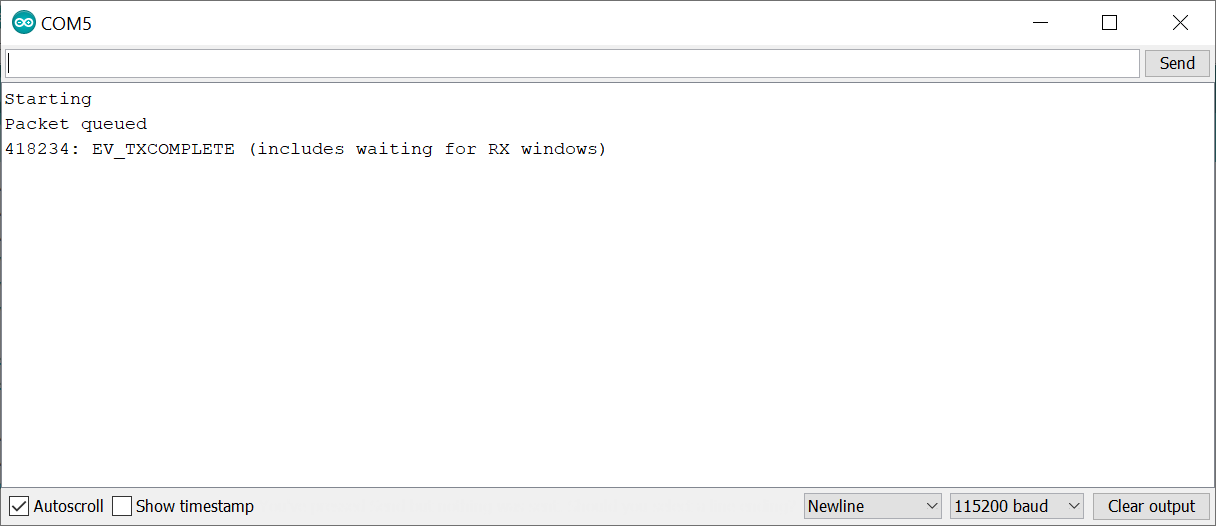 COM5
Send
Starting
Packet queued
418234: EV_TXCOMPLETE (includes waiting for RX windows)
Autoscroll Show timestamp Newline 115200 baud Clear output